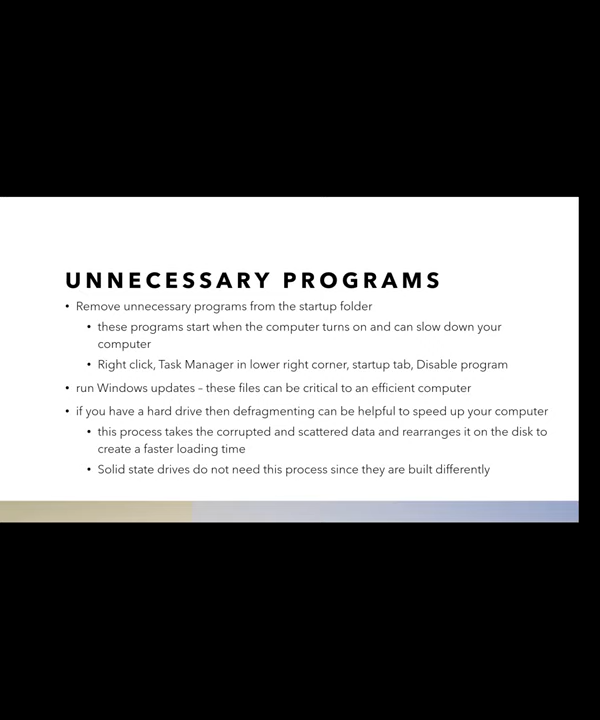 UNNECESSARY PROGRAMS
• Remove unnecessary programs from the startup folder
• these programs start when the computer turns on and can slow down your
computer
• Right click, Task Manager in lower right corner, startup tab, Disable program
• run Windows updates – these files can be critical to an efficient computer
• if you have a hard drive then defragmenting can be helpful to speed up your computer
• this process takes the corrupted and scattered data and rearranges it on the disk to
create a faster loading time
• Solid state drives do not need this process since they are built differently